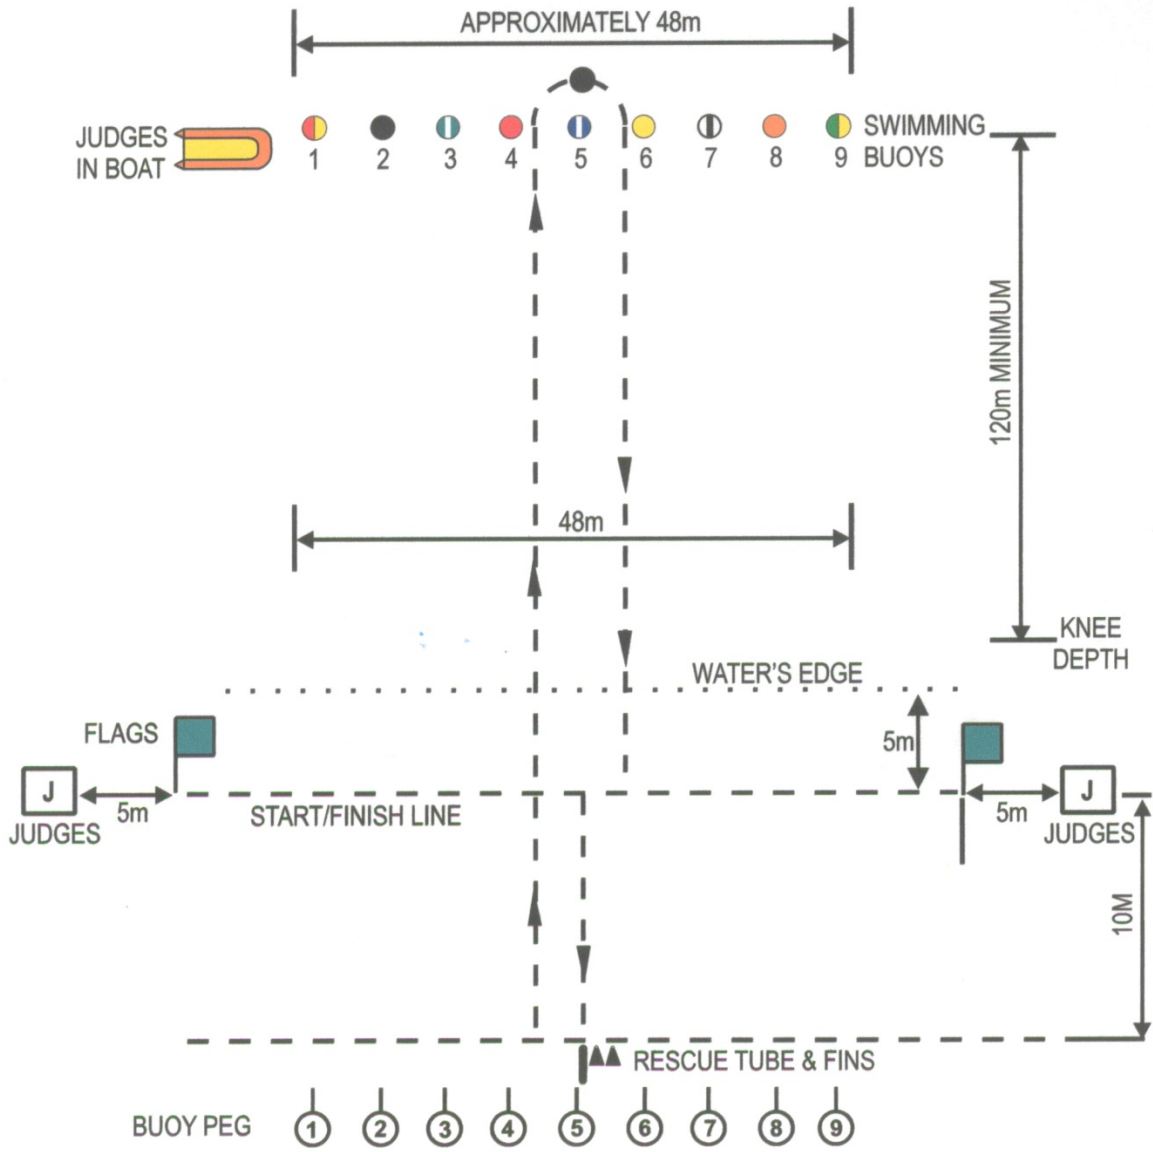 APPROXIMATELY 48m
JUDGES
IN BOAT
1 2 3 4 5 6 7 8 9
SWIMMING
BUOYS
120m MINIMUM
48m
KNEE
DEPTH
WATER'S EDGE
FLAGS
5m
J
5m
JUDGES
START/FINISH LINE
J
5m
JUDGES
10M
RESCUE TUBE & FINS
BUOY PEG
1 2 3 4 5 6 7 8 9